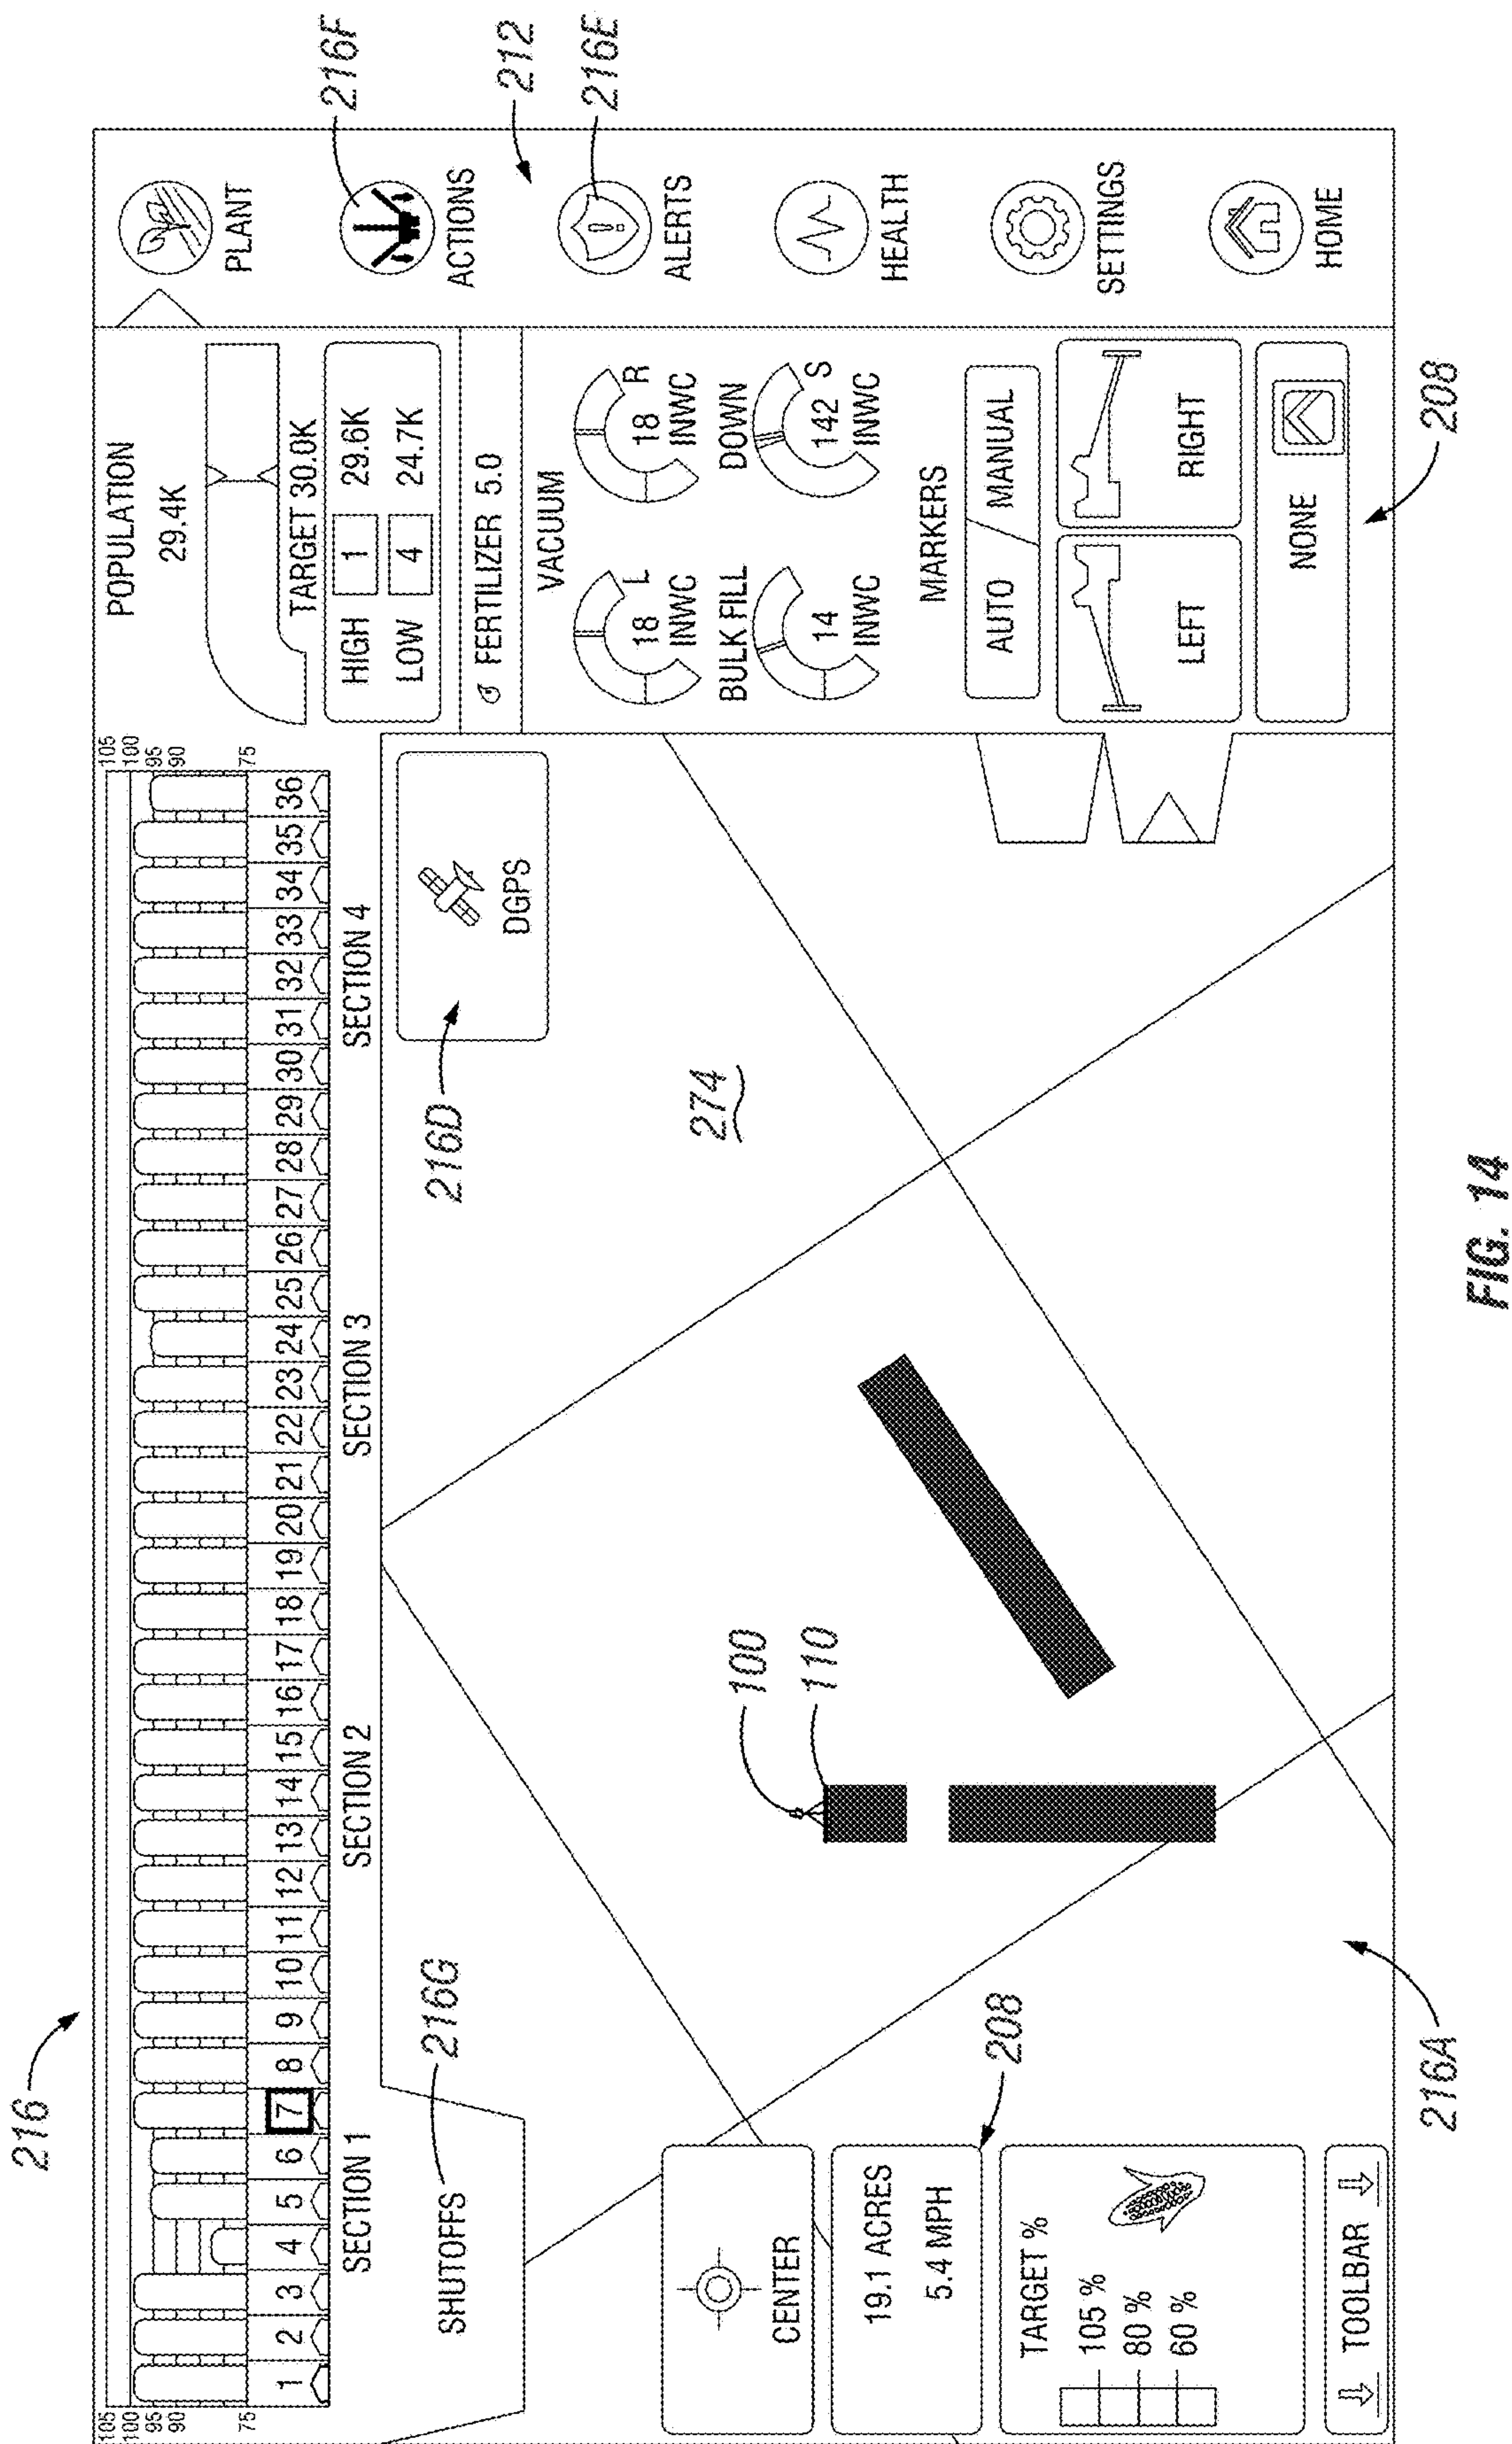 216
105
100
95
90
75
1 2 3 4 5 6 7 8 9 10 11 12 13 14 15 16 17 18 19 20 21 22 23 24 25 26 27 28 29 30 31 32 33 34 35 36
105
100
95
90
75
SECTION 1 SECTION 2 SECTION 3 SECTION 4
SHUTOFFS
216G
216D
DGPS
CENTER
19.1 ACRES
5.4 MPH
208
TARGET %
105 %
80 %
60 %
TOOLBAR
216A
100
110
274
POPULATION
29.4K
TARGET 30.0K
HIGH 1 29.6K
LOW 4 24.7K
FERTILIZER 5.0
VACUUM
18 L
INWC
18 R
INWC
BULK FILL
14
INWC
DOWN
142 S
INWC
MARKERS
AUTO MANUAL
LEFT RIGHT
NONE
208
PLANT
216F
ACTIONS
212
216E
ALERTS
HEALTH
SETTINGS
HOME
FIG. 14